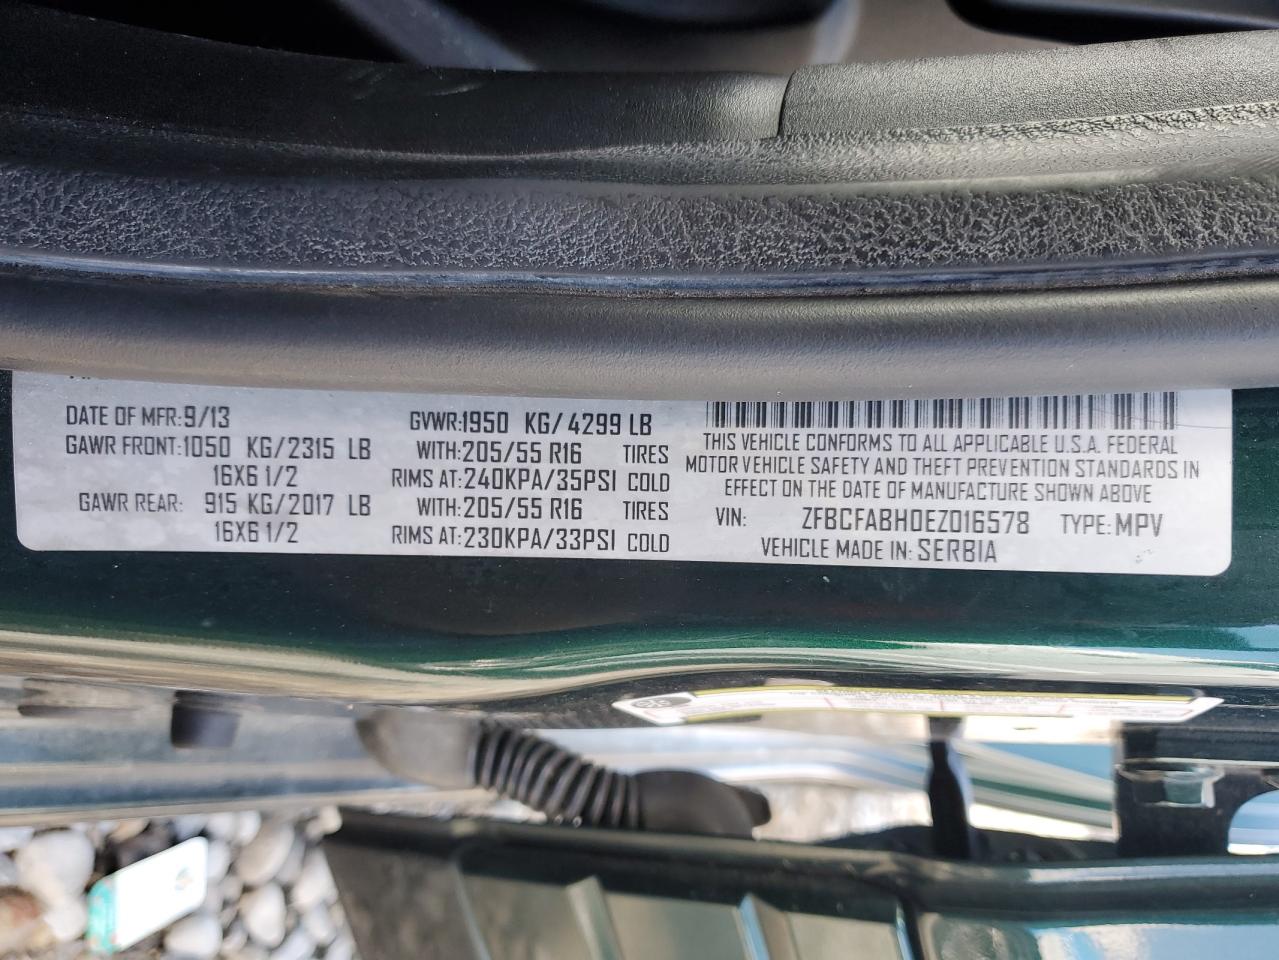 DATE OF MFR: 9/13 GVWR: 1950 KG/4299 LB
GAWR FRONT: 1050 KG/2315 LB WITH: 205/55 R16 TIRES
16X6 1/2 RIMS AT: 240KPA/35PSI COLD
GAWR REAR: 915 KG/2017 LB WITH: 205/55 R16 TIRES
16X6 1/2 RIMS AT: 230KPA/33PSI COLD
THIS VEHICLE CONFORMS TO ALL APPLICABLE U.S.A. FEDERAL
MOTOR VEHICLE SAFETY AND THEFT PREVENTION STANDARDS IN
EFFECT ON THE DATE OF MANUFACTURE SHOWN ABOVE
VIN: ZFBCFABH0EZ016578 TYPE: MPV
VEHICLE MADE IN: SERBIA